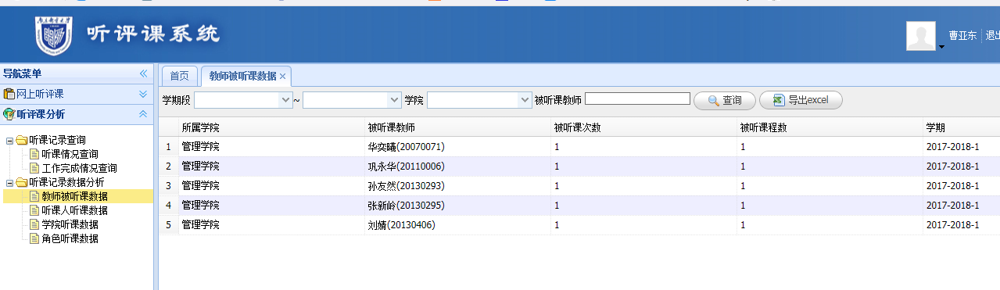 听评课系统
曹亚东 退出
导航菜单
网上听评课
听评课分析
听课记录查询
听课情况查询
工作完成情况查询
听课记录数据分析
教师被听课数据
听课人听课数据
学院听课数据
角色听课数据
首页 教师被听课数据
学期段 ~ 学院 被听课教师 查询 导出excel
所属学院 被听课教师 被听课次数 被听课程数 学期
1 管理学院 华奕曦(20070071) 1 1 2017-2018-1
2 管理学院 巩永华(20110006) 1 1 2017-2018-1
3 管理学院 孙友然(20130293) 1 1 2017-2018-1
4 管理学院 张新岭(20130295) 1 1 2017-2018-1
5 管理学院 刘婧(20130406) 1 1 2017-2018-1